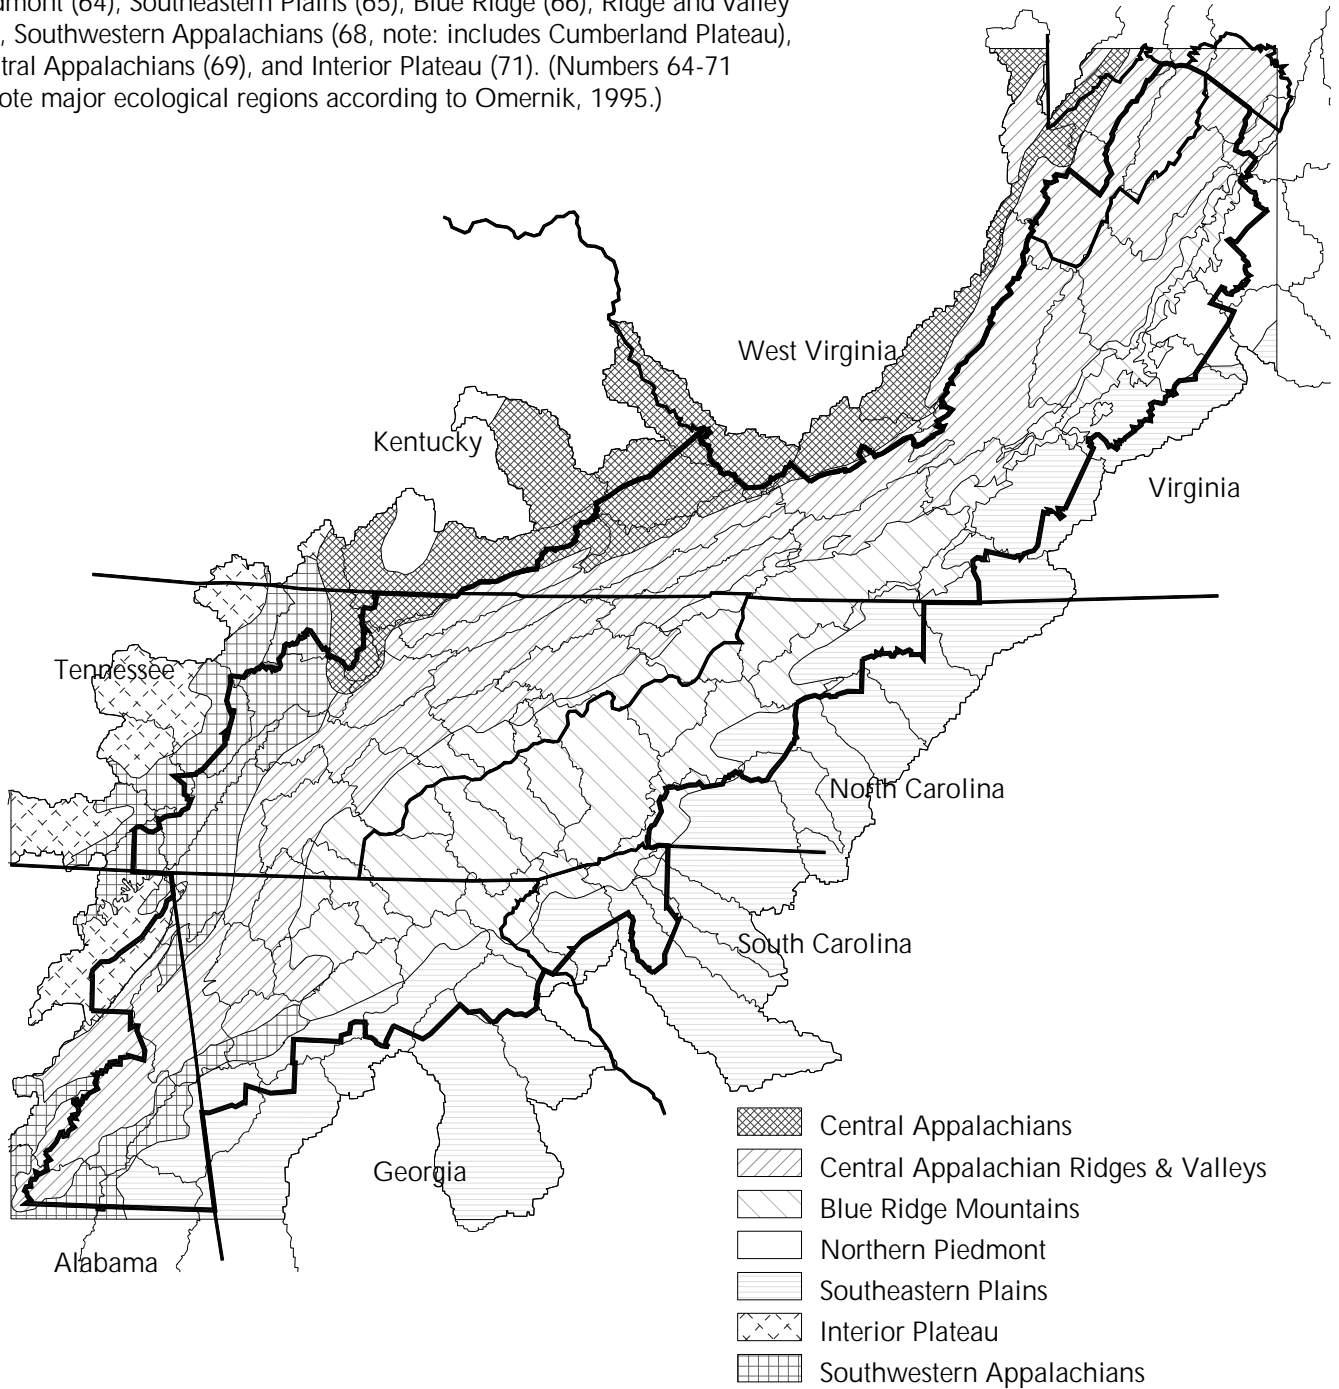 dmont (64), Southeastern Plains (65), Blue Ridge (66), Ridge and Valley
, Southwestern Appalachians (68, note: includes Cumberland Plateau),
tral Appalachians (69), and Interior Plateau (71). (Numbers 64-71
ote major ecological regions according to Omernik, 1995.)
West Virginia
Kentucky
Virginia
Tennessee
North Carolina
South Carolina
Georgia
Alabama
Central Appalachians
Central Appalachian Ridges & Valleys
Blue Ridge Mountains
Northern Piedmont
Southeastern Plains
Interior Plateau
Southwestern Appalachians